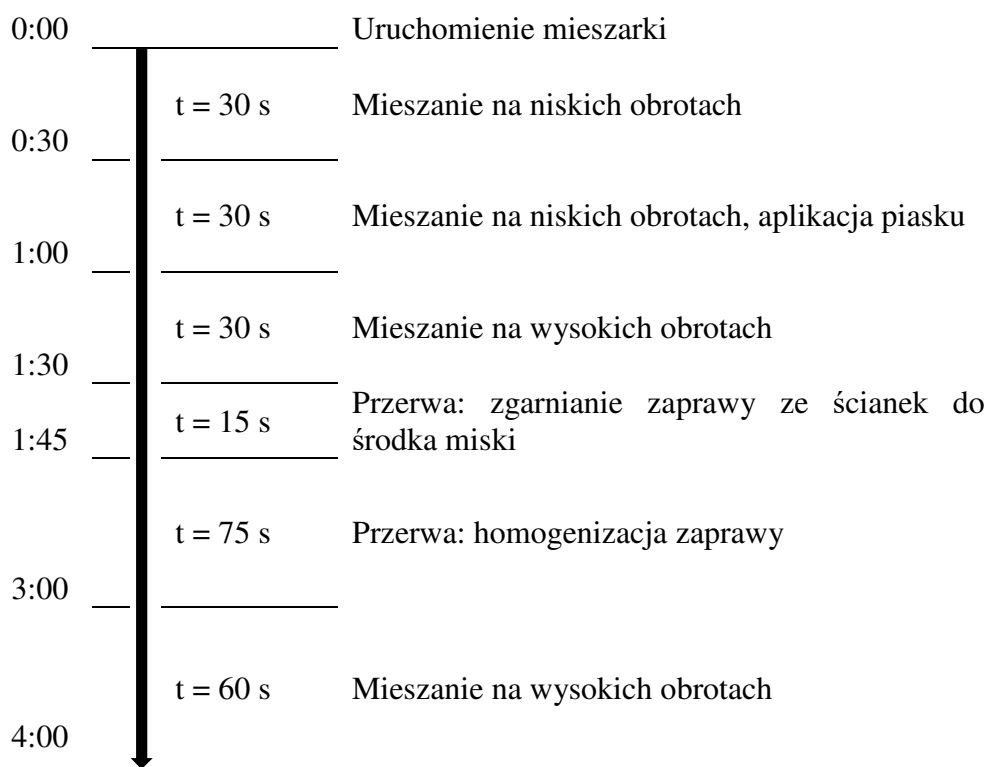 0:00 Uruchomienie mieszarki
t = 30 s Mieszanie na niskich obrotach
0:30
t = 30 s Mieszanie na niskich obrotach, aplikacja piasku
1:00
t = 30 s Mieszanie na wysokich obrotach
1:30
t = 15 s Przerwa: zgarnianie zaprawy ze ścianek do
1:45 środka miski
t = 75 s Przerwa: homogenizacja zaprawy
3:00
t = 60 s Mieszanie na wysokich obrotach
4:00